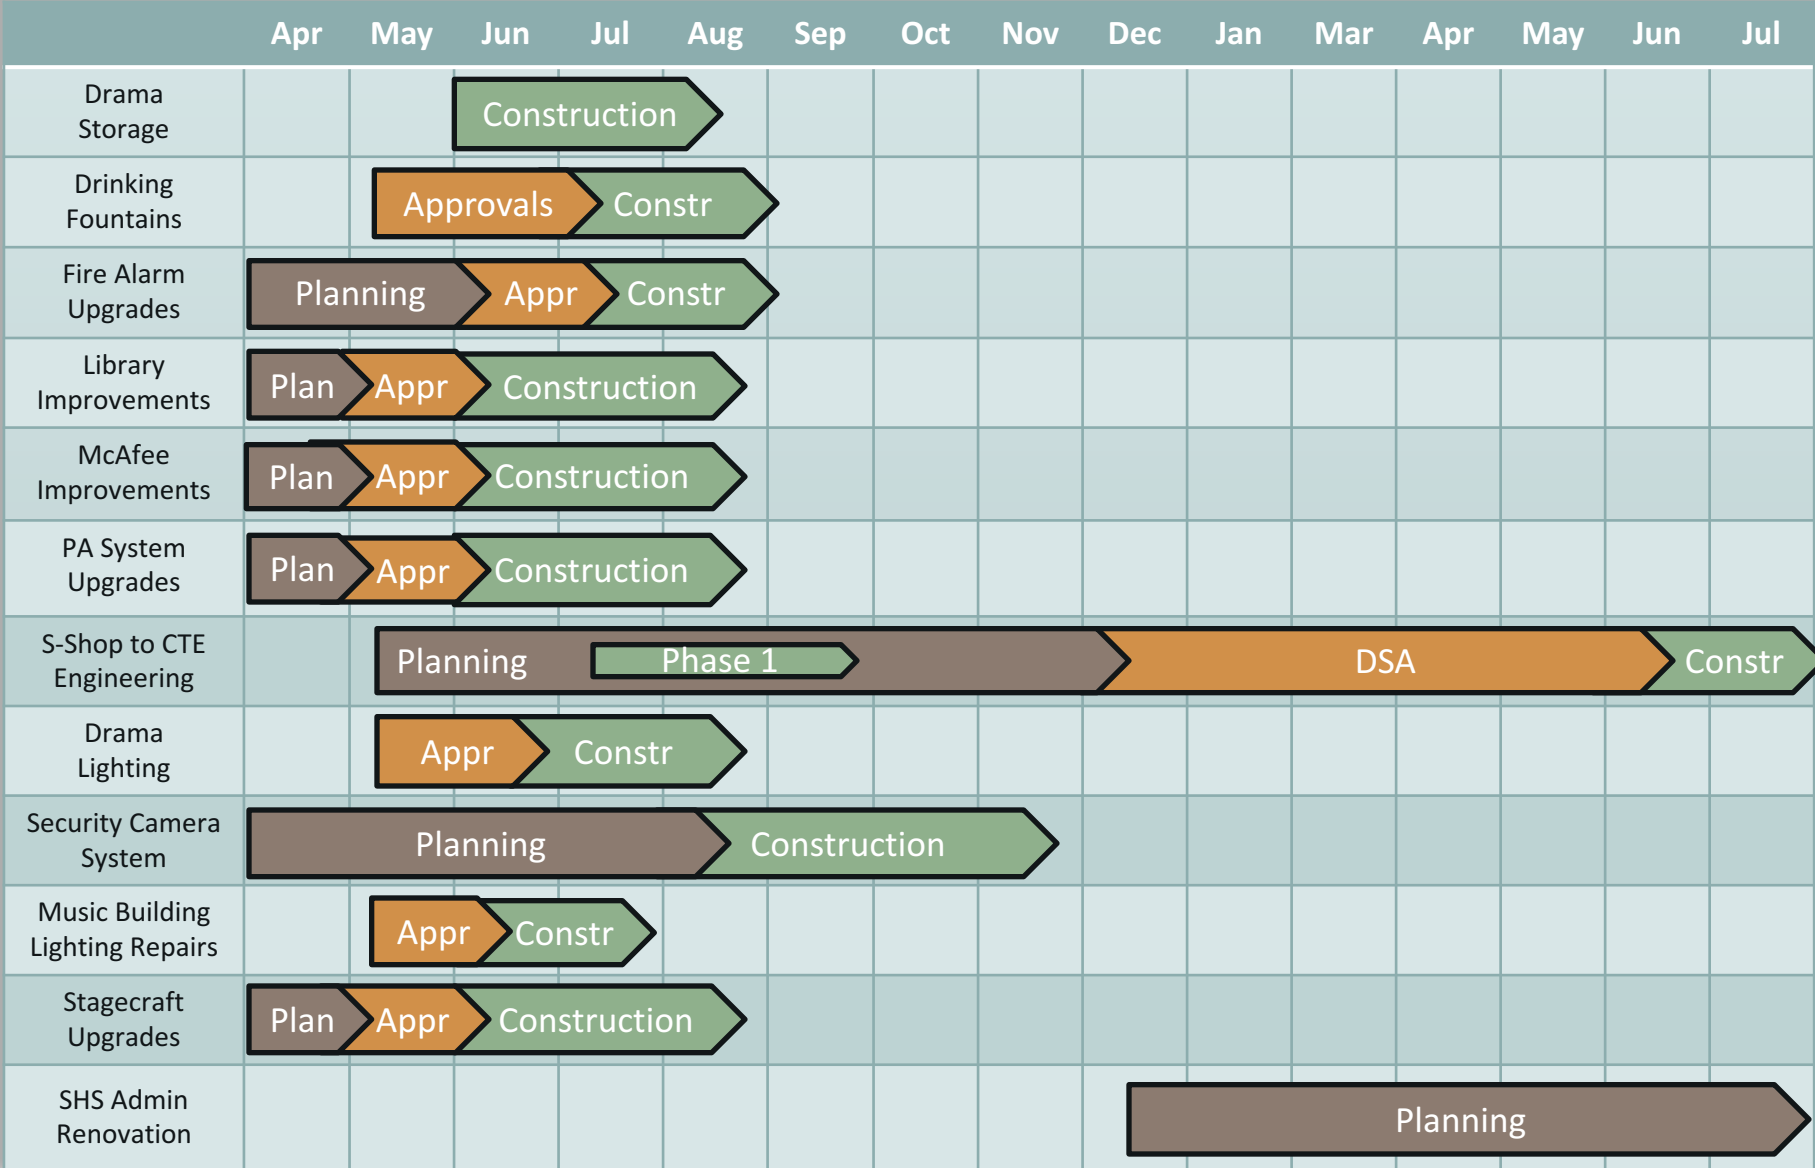 Apr May Jun Jul Aug Sep Oct Nov Dec Jan Mar Apr May Jun Jul
Drama
Storage
Construction
Drinking
Fountains
Approvals Constr
Fire Alarm
Upgrades
Planning Appr Constr
Library
Improvements
Plan Appr Construction
McAfee
Improvements
Plan Appr Construction
PA System
Upgrades
Plan Appr Construction
S-Shop to CTE
Engineering
Planning Phase 1 DSA Constr
Drama
Lighting
Appr Constr
Security Camera
System
Planning Construction
Music Building
Lighting Repairs
Appr Constr
Stagecraft
Upgrades
Plan Appr Construction
SHS Admin
Renovation
Planning